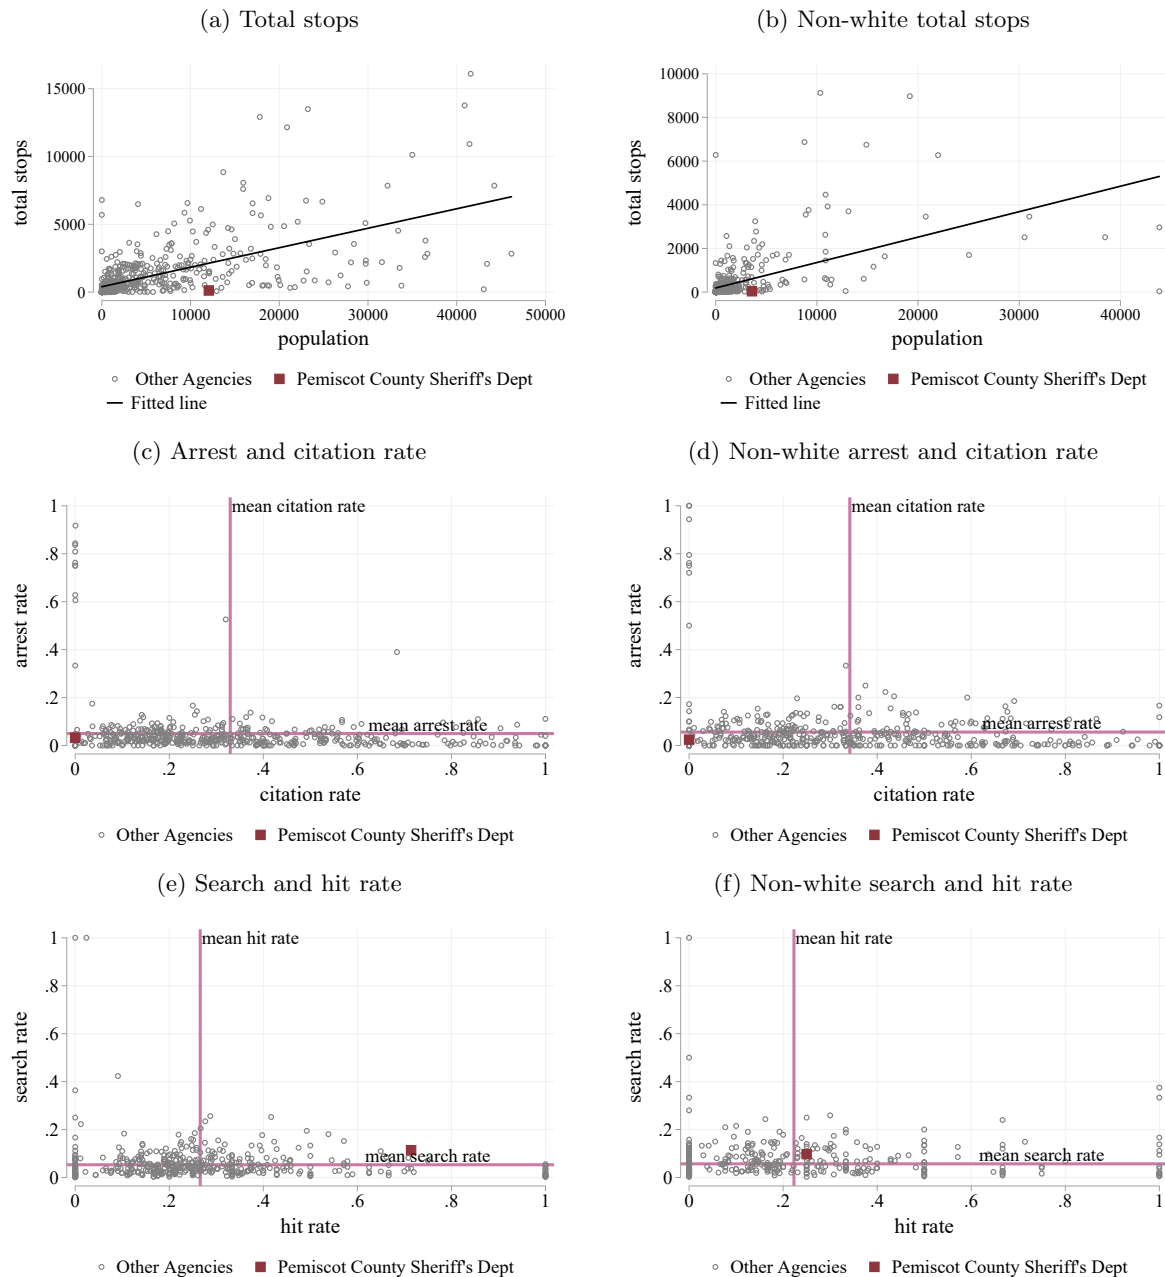 (a) Total stops
(b) Non-white total stops
15000
10000
5000
0
total stops
0 10000 20000 30000 40000 50000
population
Other Agencies Pemiscot County Sheriff's Dept
Fitted line
10000
8000
6000
4000
2000
0
total stops
0 10000 20000 30000 40000
population
Other Agencies Pemiscot County Sheriff's Dept
Fitted line
(c) Arrest and citation rate
(d) Non-white arrest and citation rate
mean citation rate
1
.8
.6
.4
.2
0
arrest rate
mean arrest rate
0 .2 .4 .6 .8 1
citation rate
Other Agencies Pemiscot County Sheriff's Dept
mean citation rate
1
.8
.6
.4
.2
0
arrest rate
mean arrest rate
0 .2 .4 .6 .8 1
citation rate
Other Agencies Pemiscot County Sheriff's Dept
(e) Search and hit rate
(f) Non-white search and hit rate
mean hit rate
1
.8
.6
.4
.2
0
search rate
mean search rate
0 .2 .4 .6 .8 1
hit rate
Other Agencies Pemiscot County Sheriff's Dept
mean hit rate
1
.8
.6
.4
.2
0
search rate
mean search rate
0 .2 .4 .6 .8 1
hit rate
Other Agencies Pemiscot County Sheriff's Dept